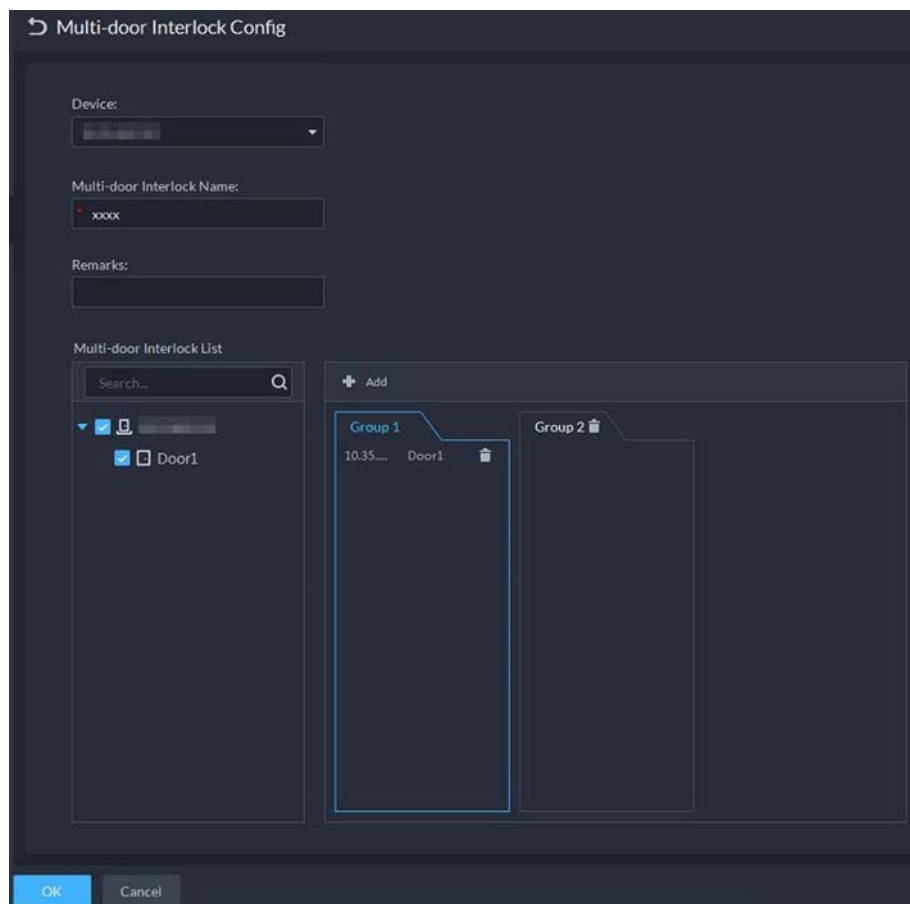 Multi-door Interlock Config
Device:
Multi-door Interlock Name:
* xxxx
Remarks:
Multi-door Interlock List
Search...
Add
Door1
Group 1
10.35.... Door1
Group 2
OK
Cancel